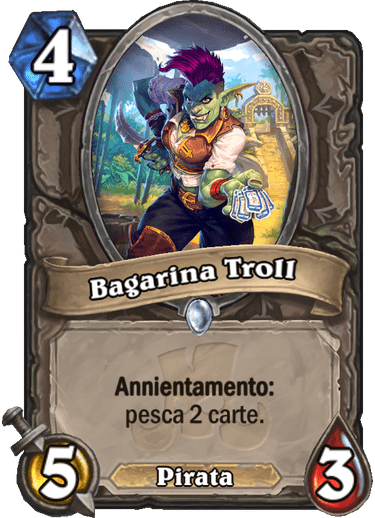 4
Bagarina Troll
Annientamento:
pesca 2 carte.
5
Pirata
3